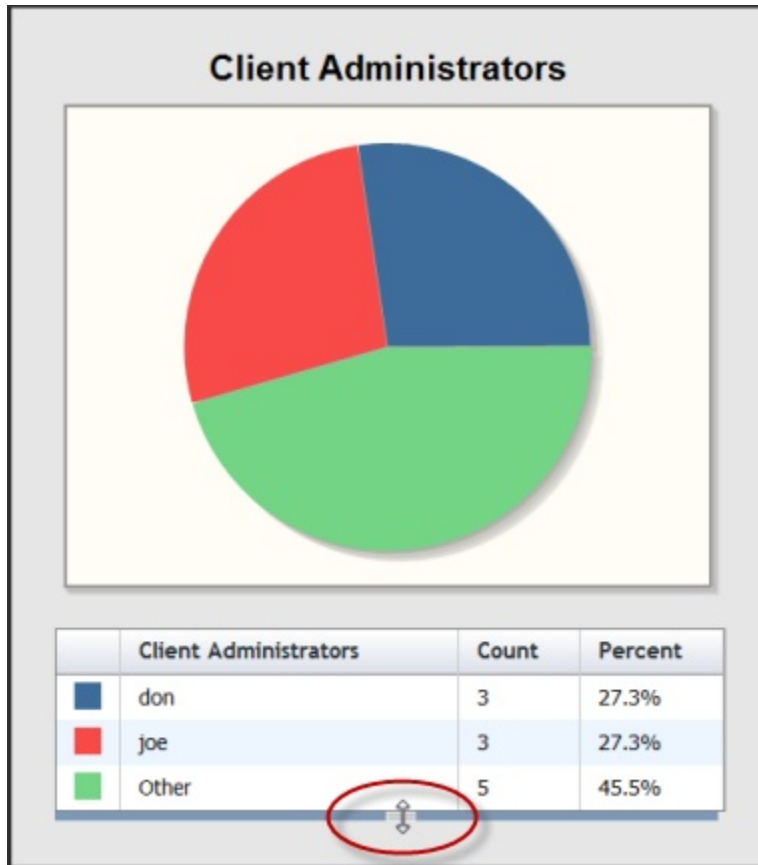 Client Administrators
Client Administrators Count Percent
don 3 27.3%
joe 3 27.3%
Other 5 45.5%